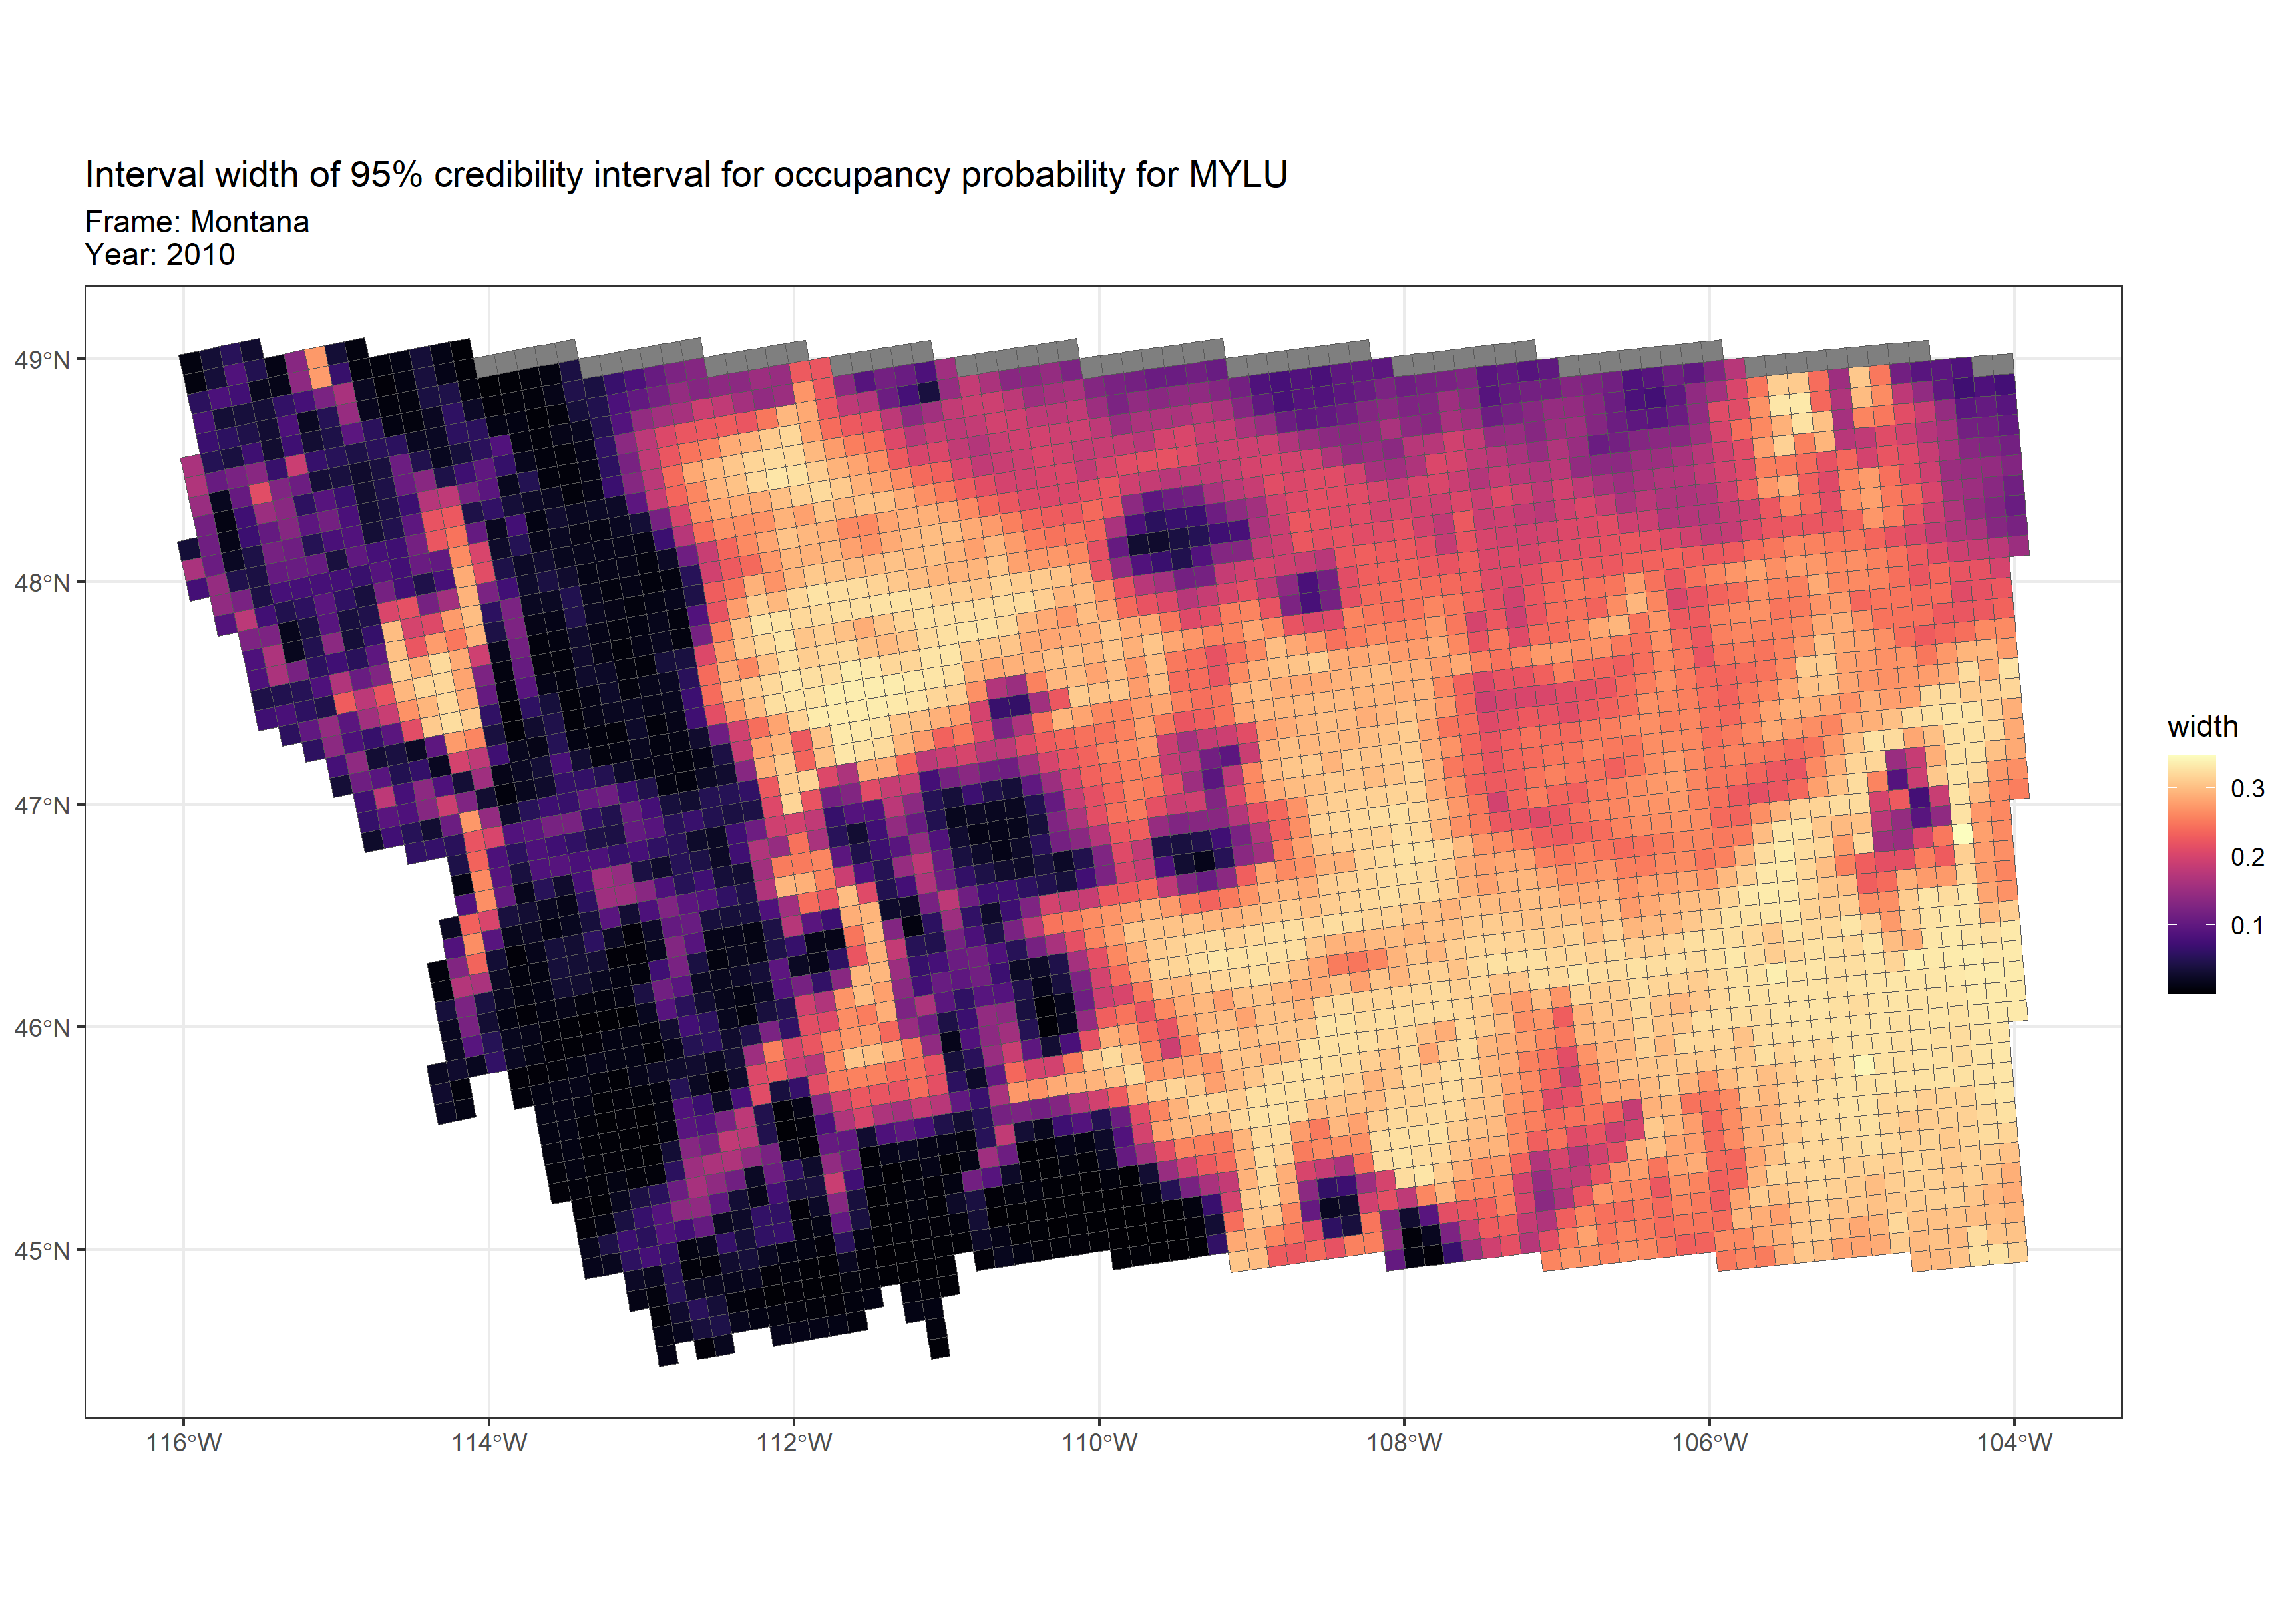 Interval width of 95% credibility interval for occupancy probability for MYLU
Frame: Montana
Year: 2010
49°N
48°N
47°N
46°N
45°N
116°W
114°W
112°W
110°W
108°W
106°W
104°W
width
0.3
0.2
0.1